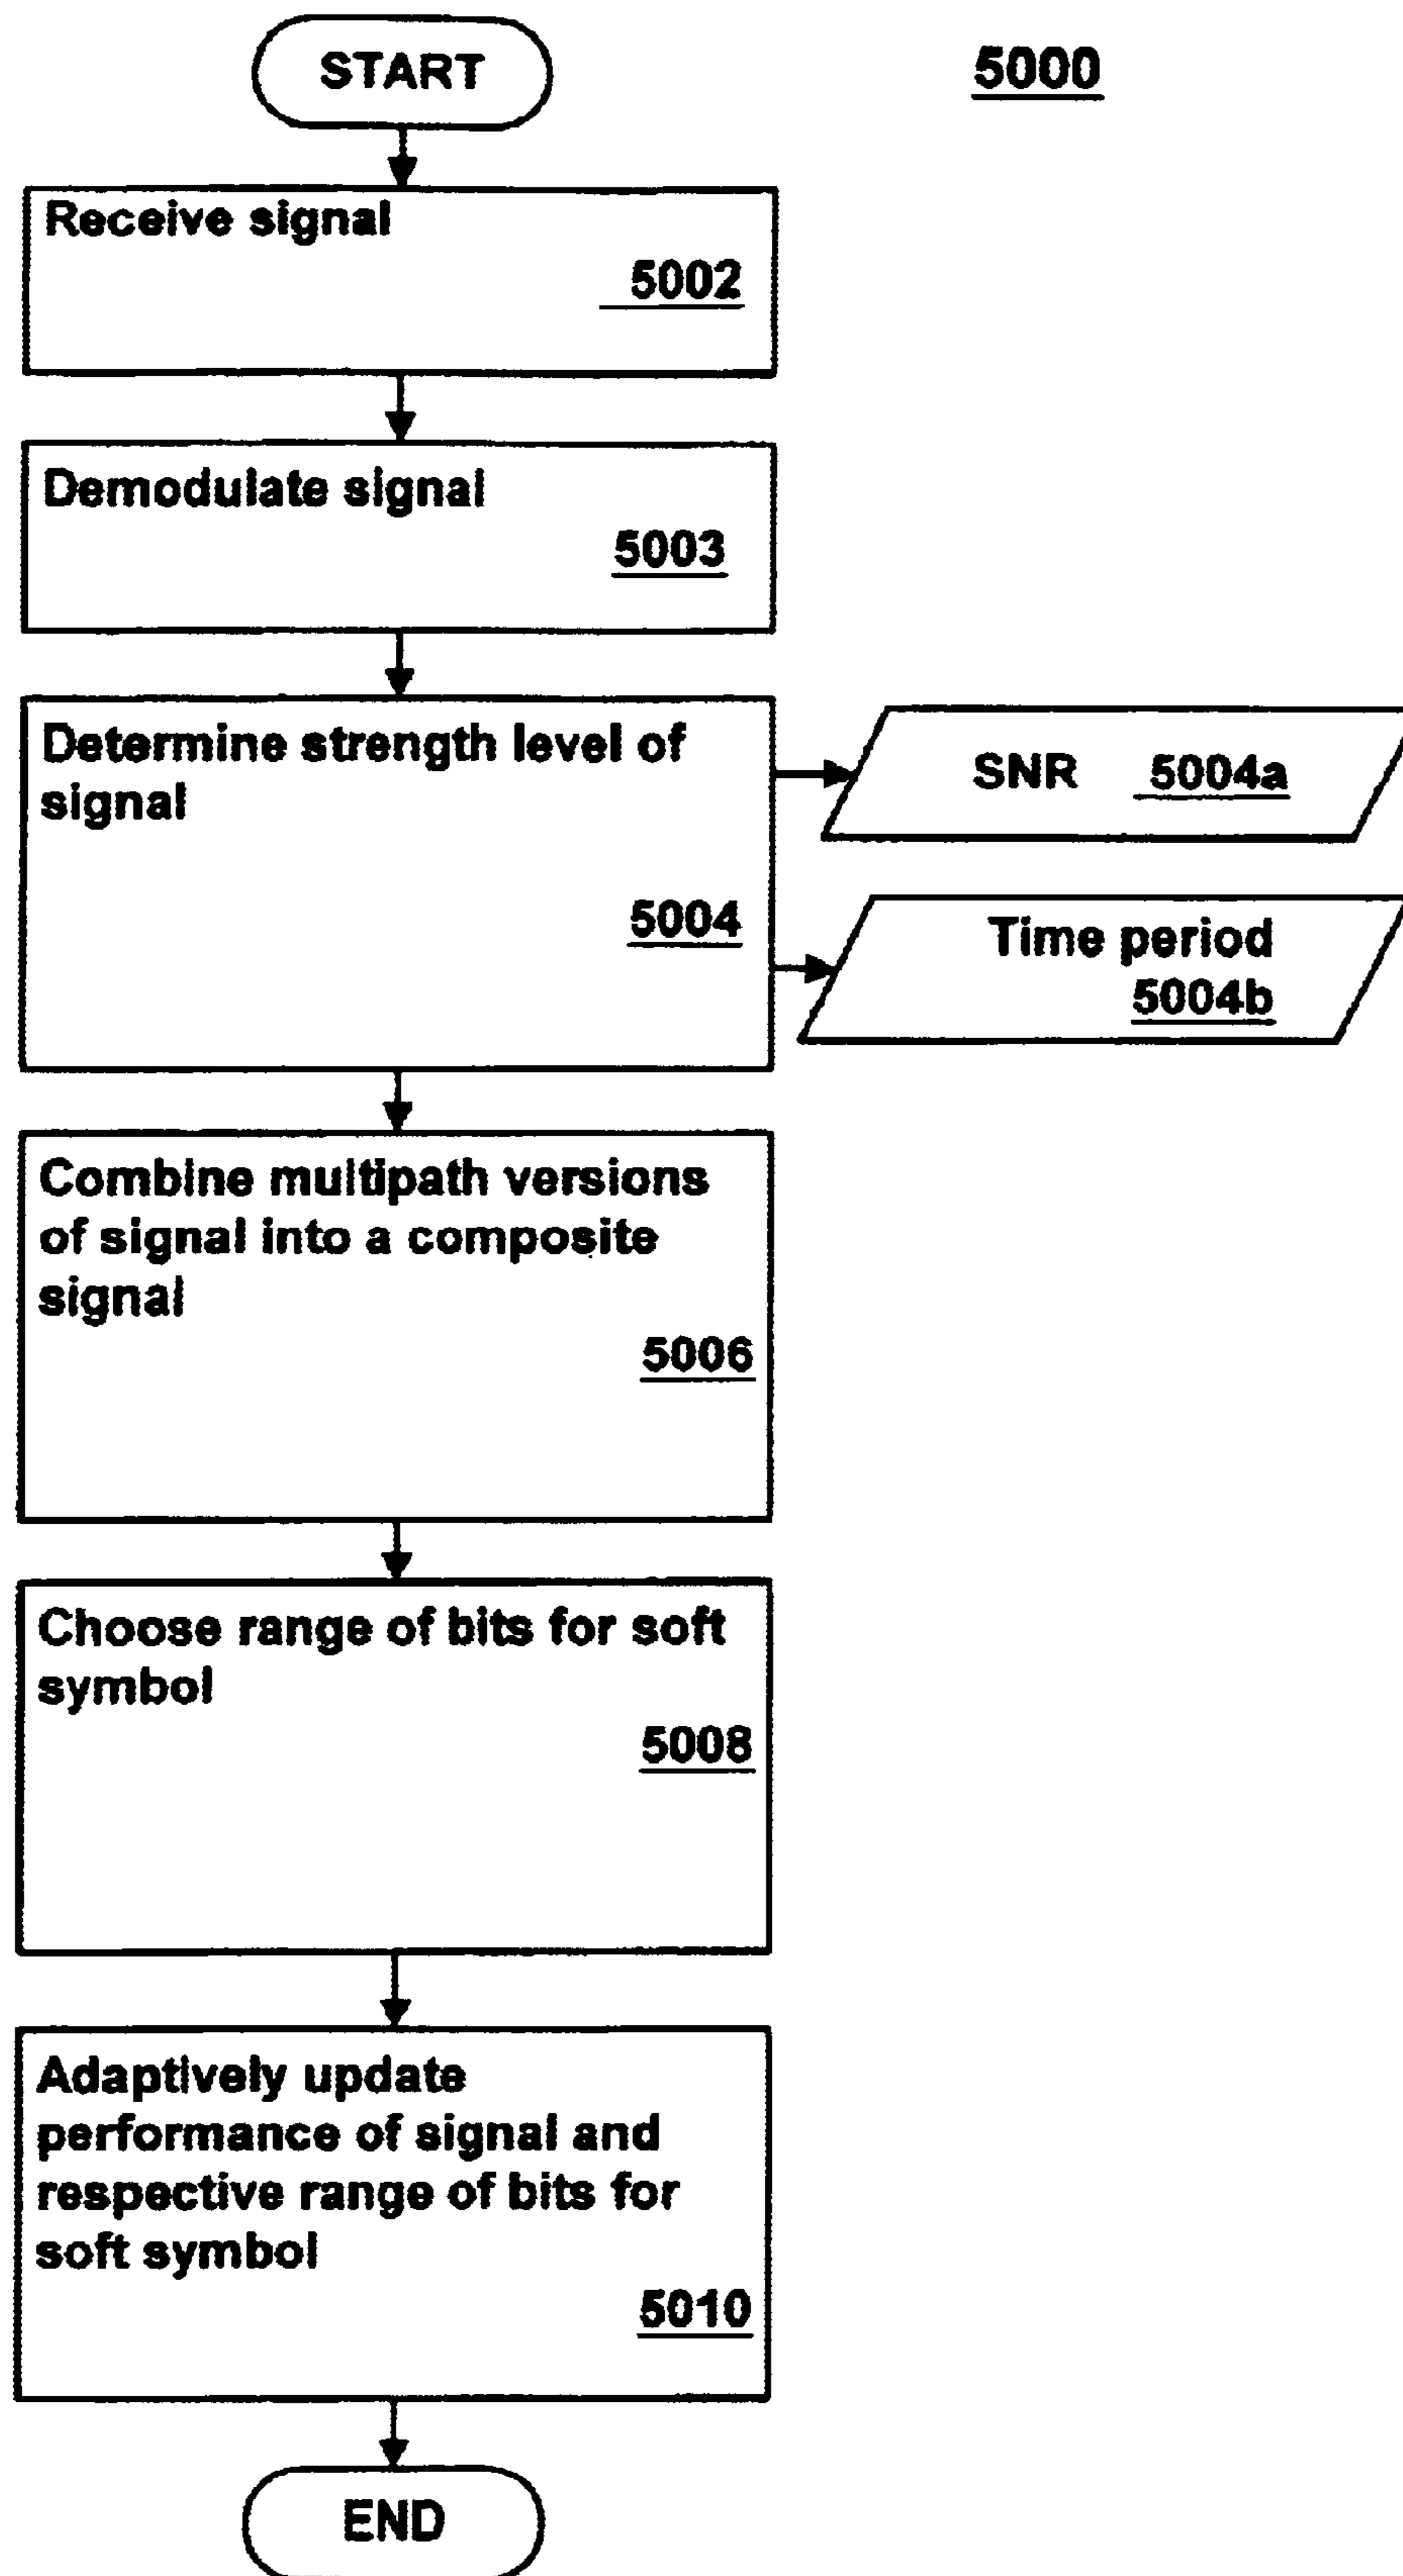 START
5000
Receive signal
5002
Demodulate signal
5003
Determine strength level of
signal
5004
SNR 5004a
Time period
5004b
Combine multipath versions
of signal into a composite
signal
5006
Choose range of bits for soft
symbol
5008
Adaptively update
performance of signal and
respective range of bits for
soft symbol
5010
END